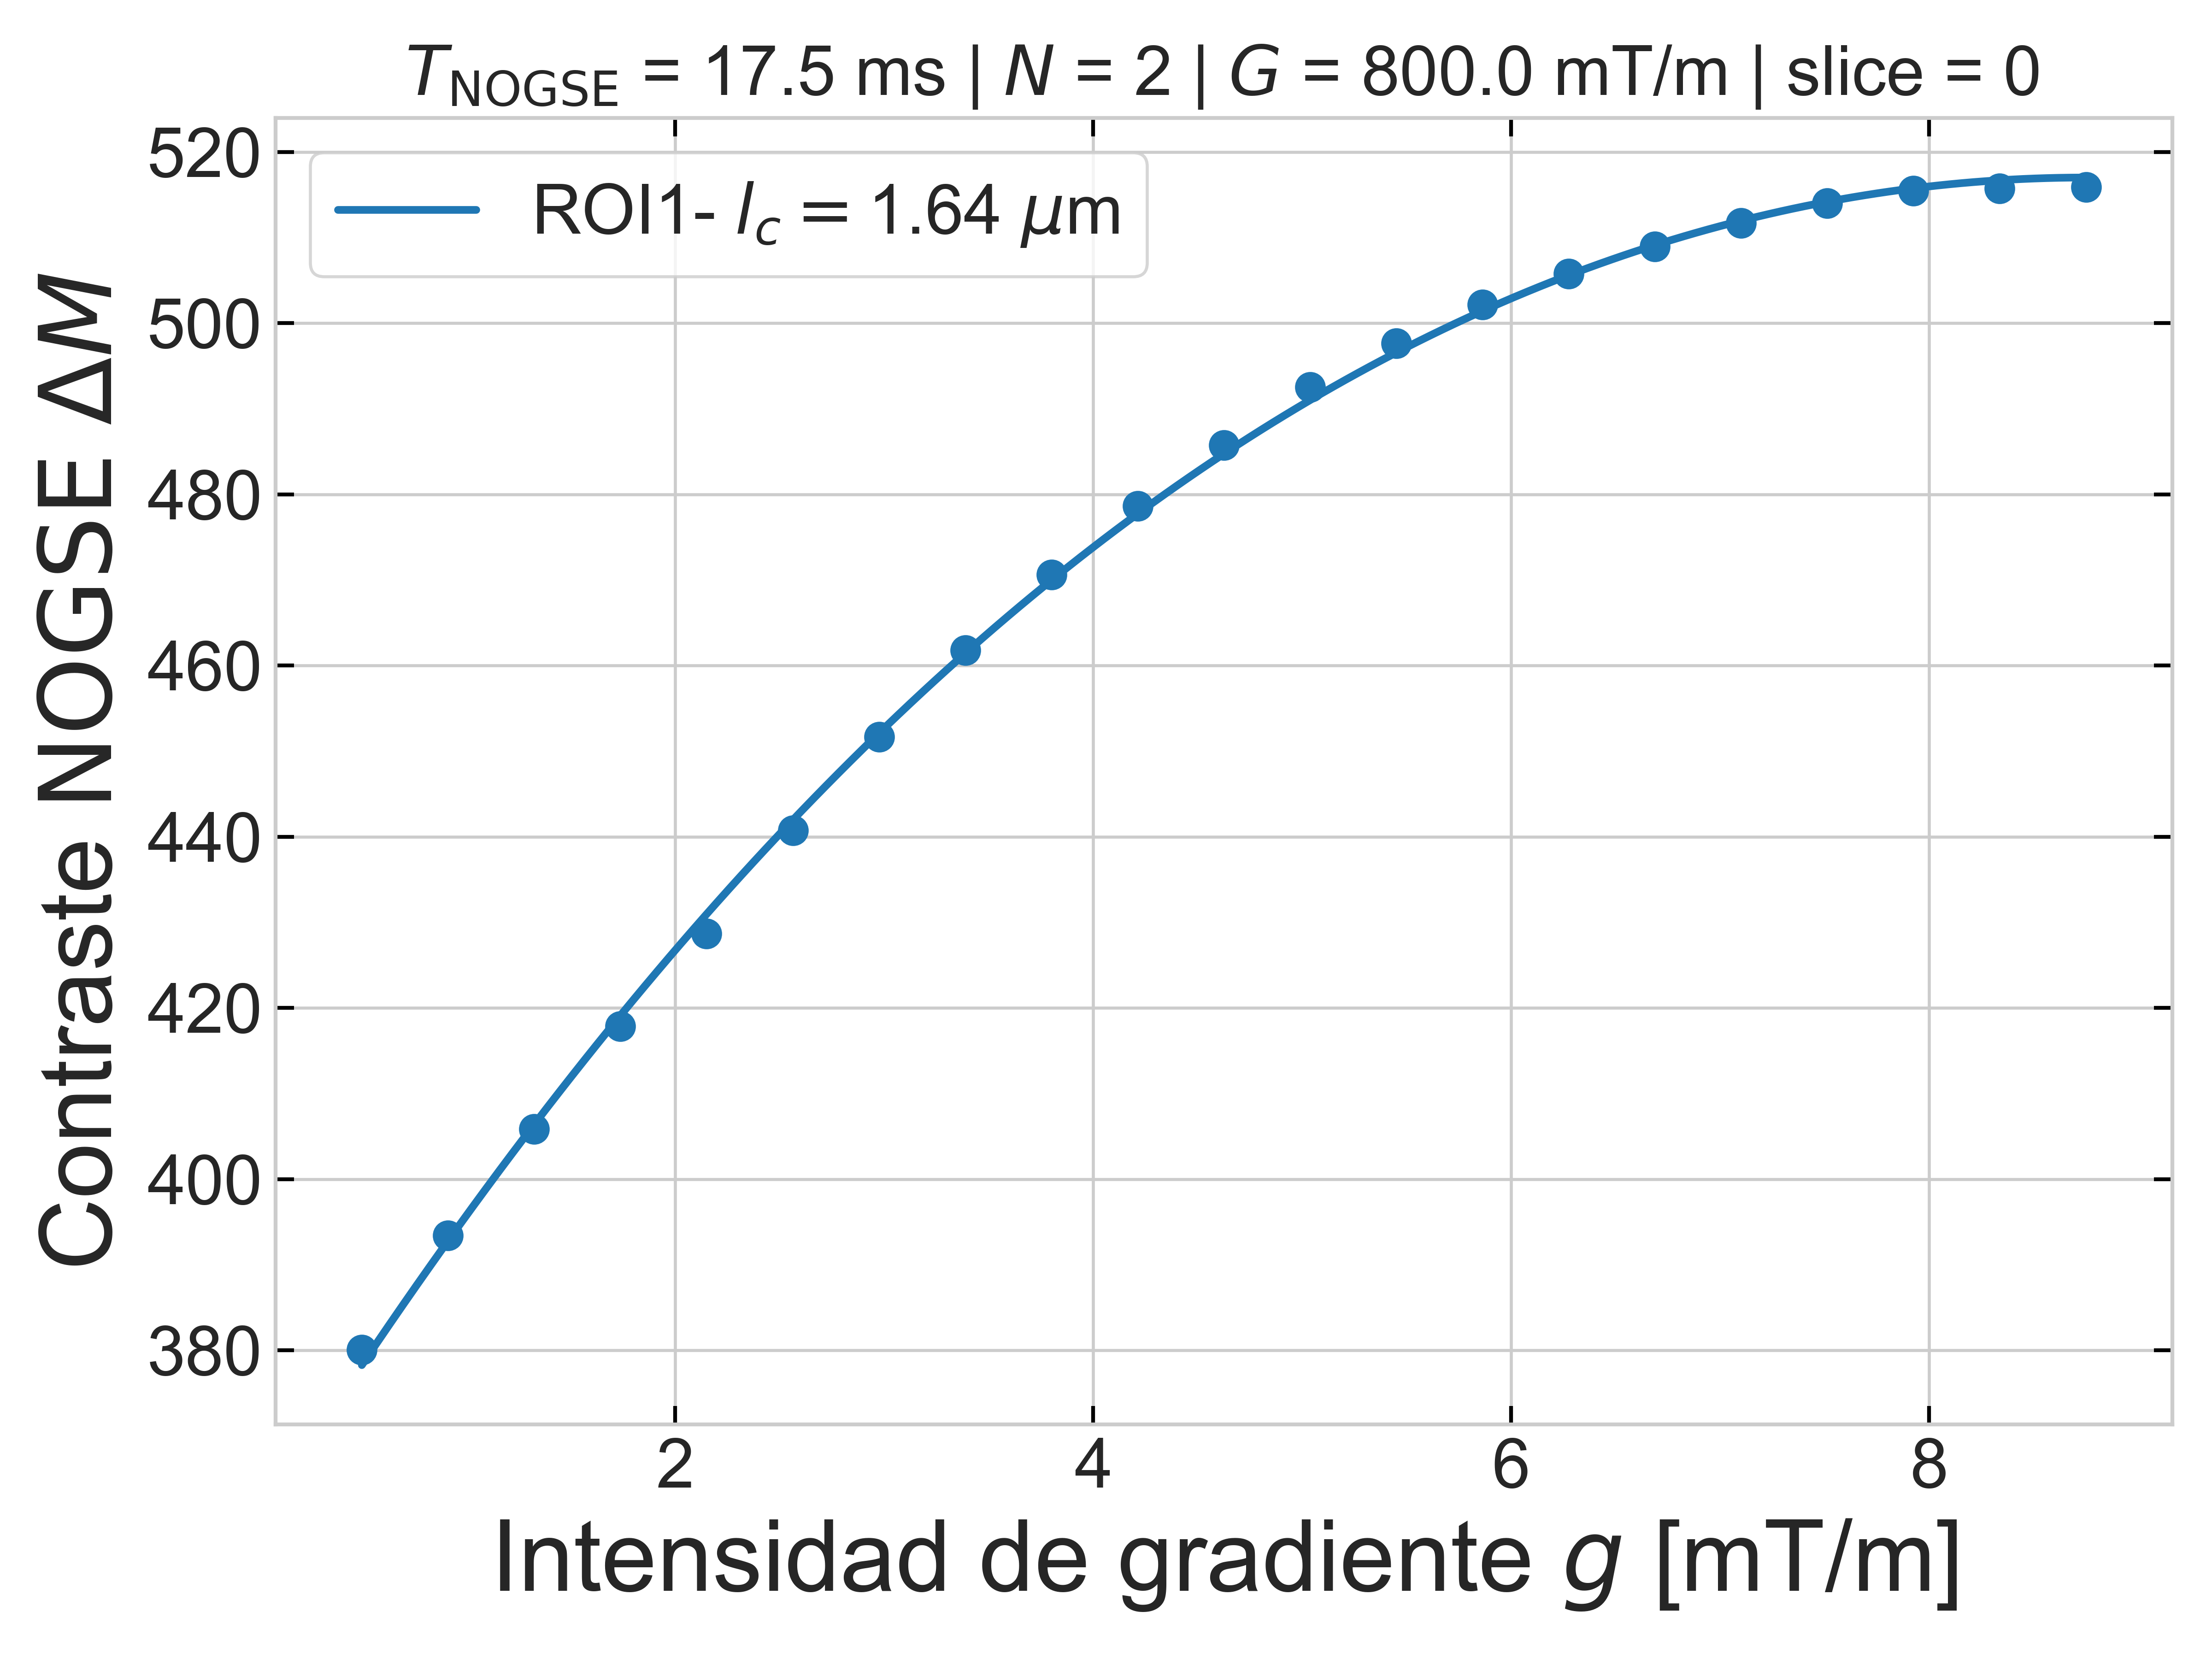 T_NOGSE = 17.5 ms | N = 2 | G = 800.0 mT/m | slice = 0
ROI1- l_c = 1.64 μm
Contraste NOGSE ΔM
520
500
480
460
440
420
400
380
2 4 6 8
Intensidad de gradiente g [mT/m]